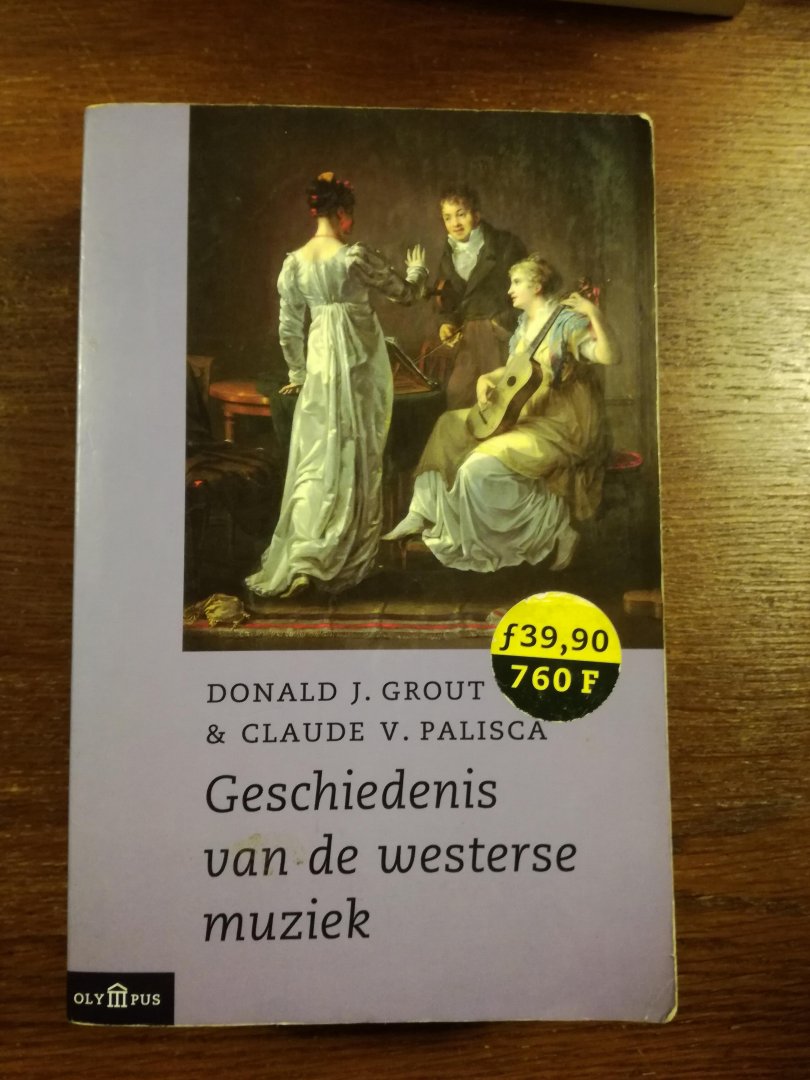 ƒ39,90
760 F
DONALD J. GROUT
& CLAUDE V. PALISCA
Geschiedenis
van de westerse
muziek
OLYMPUS